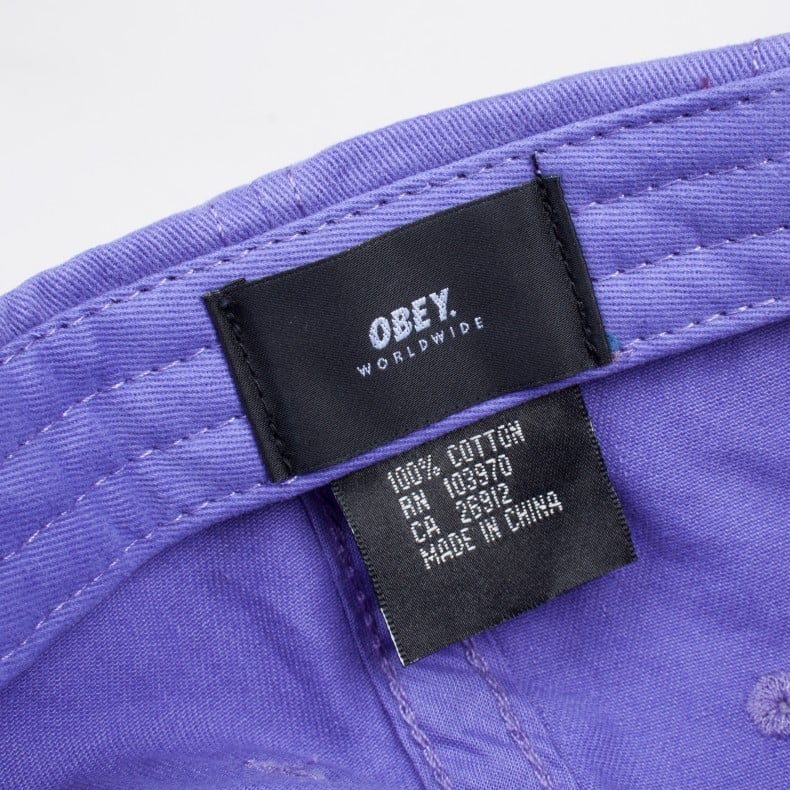 OBEY.
WORLDWIDE
100% COTTON
RN 103970
CA 26912
MADE IN CHINA